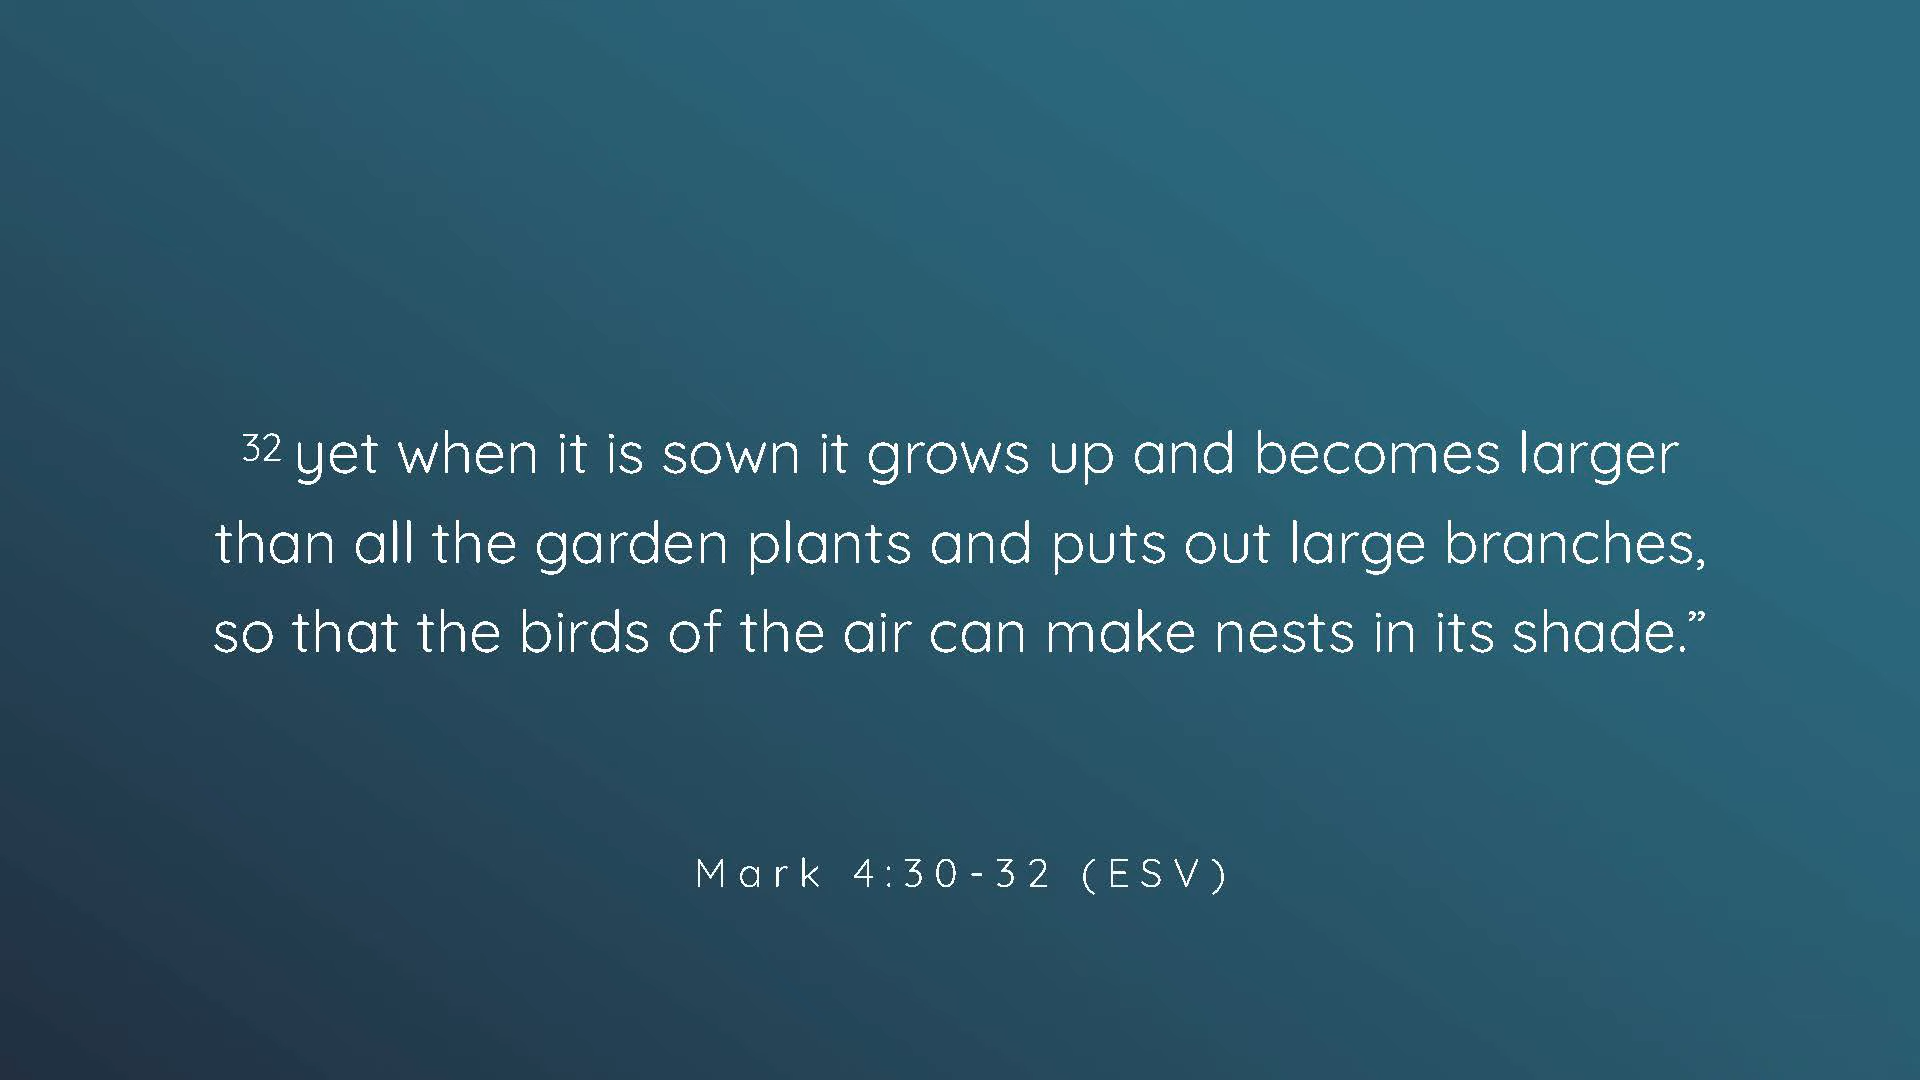 32 yet when it is sown it grows up and becomes larger
than all the garden plants and puts out large branches,
so that the birds of the air can make nests in its shade.”
Mark 4:30-32 (ESV)